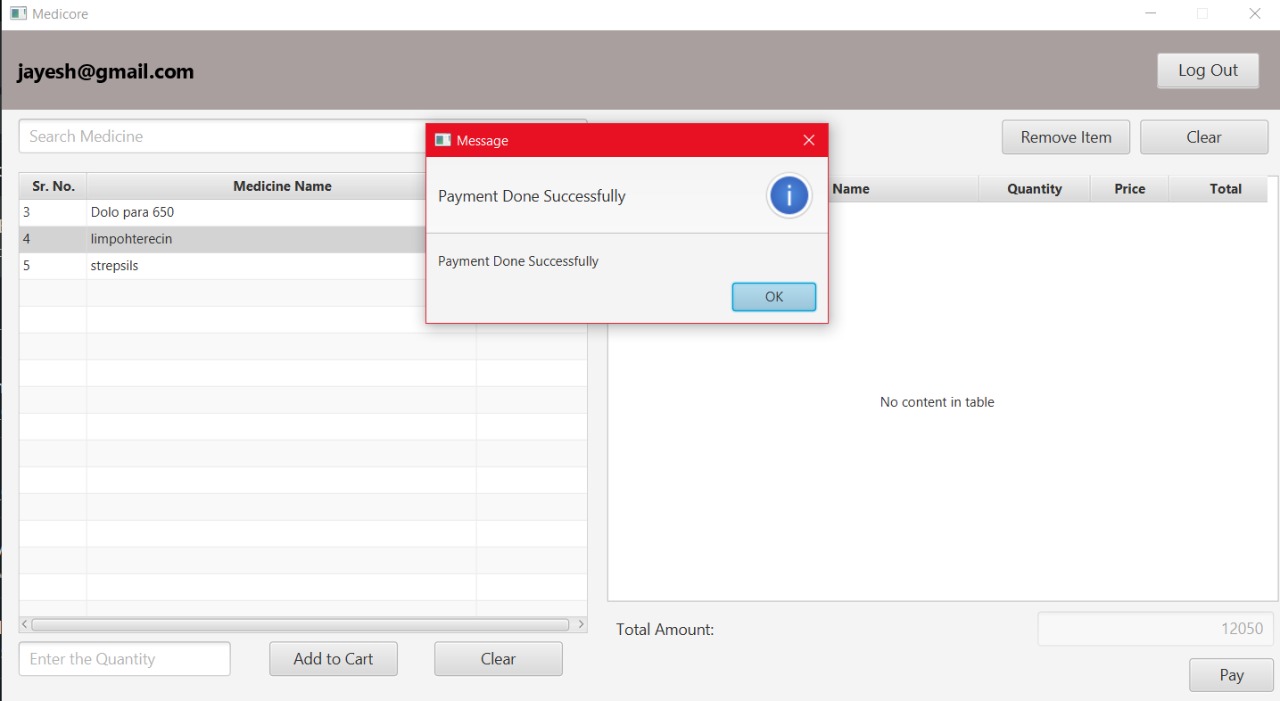 Medicore
jayesh@gmail.com
Log Out
Search Medicine
Remove Item
Clear
Message
Payment Done Successfully
Payment Done Successfully
OK
Sr. No. Medicine Name
3 Dolo para 650
4 limpohterecin
5 strepsils
Name Quantity Price Total
No content in table
Total Amount: 12050
Enter the Quantity
Add to Cart
Clear
Pay